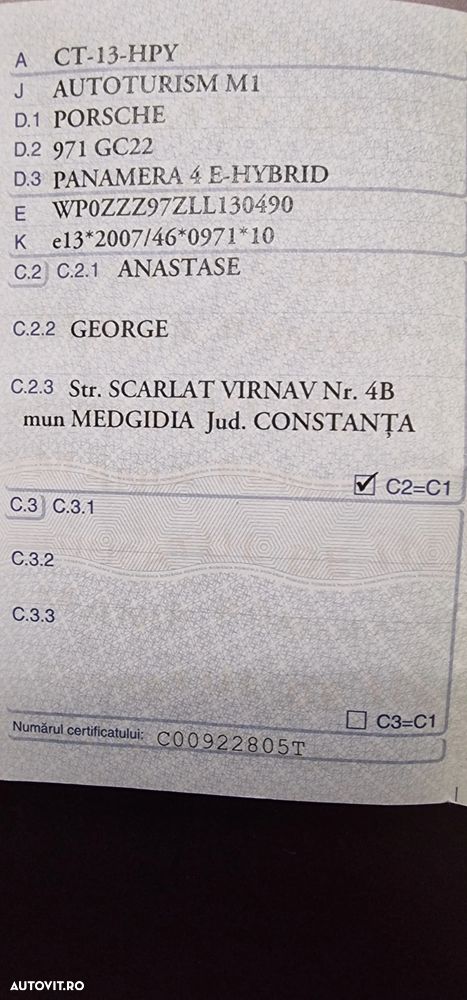 A CT-13-HPY
J AUTOTURISM M1
D.1 PORSCHE
D.2 971 GC22
D.3 PANAMERA 4 E-HYBRID
E WP0ZZZ97ZLL130490
K e13*2007/46*0971*10
C.2 C.2.1 ANASTASE
C.2.2 GEORGE
C.2.3 Str. SCARLAT VIRNAV Nr. 4B
mun MEDGIDIA Jud. CONSTANȚA
C2=C1
C.3 C.3.1
C.3.2
C.3.3
C3=C1
Numărul certificatului: C00922805T
AUTOVIT.RO